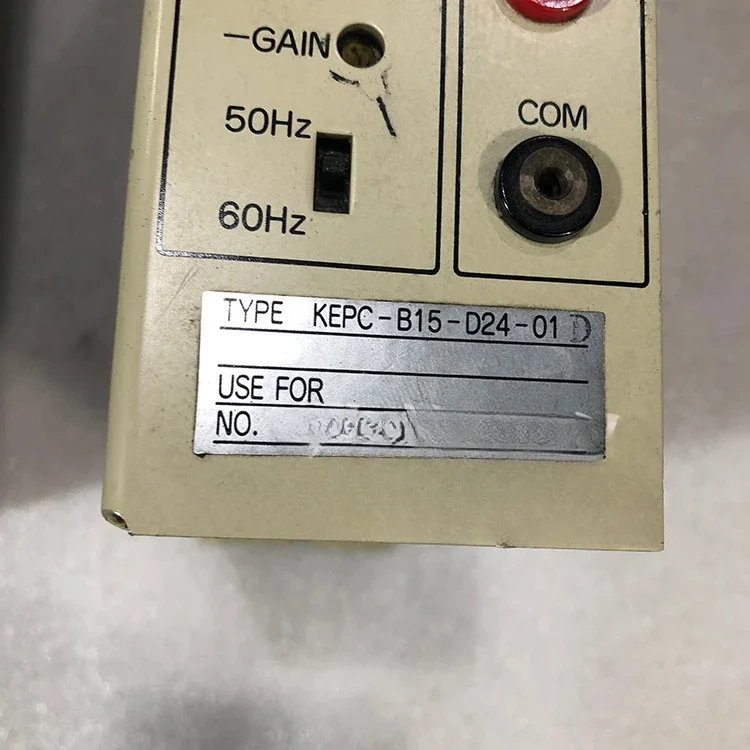 -GAIN
50Hz
COM
60Hz
TYPE KEPC-B15-D24-01 D
USE FOR
NO.